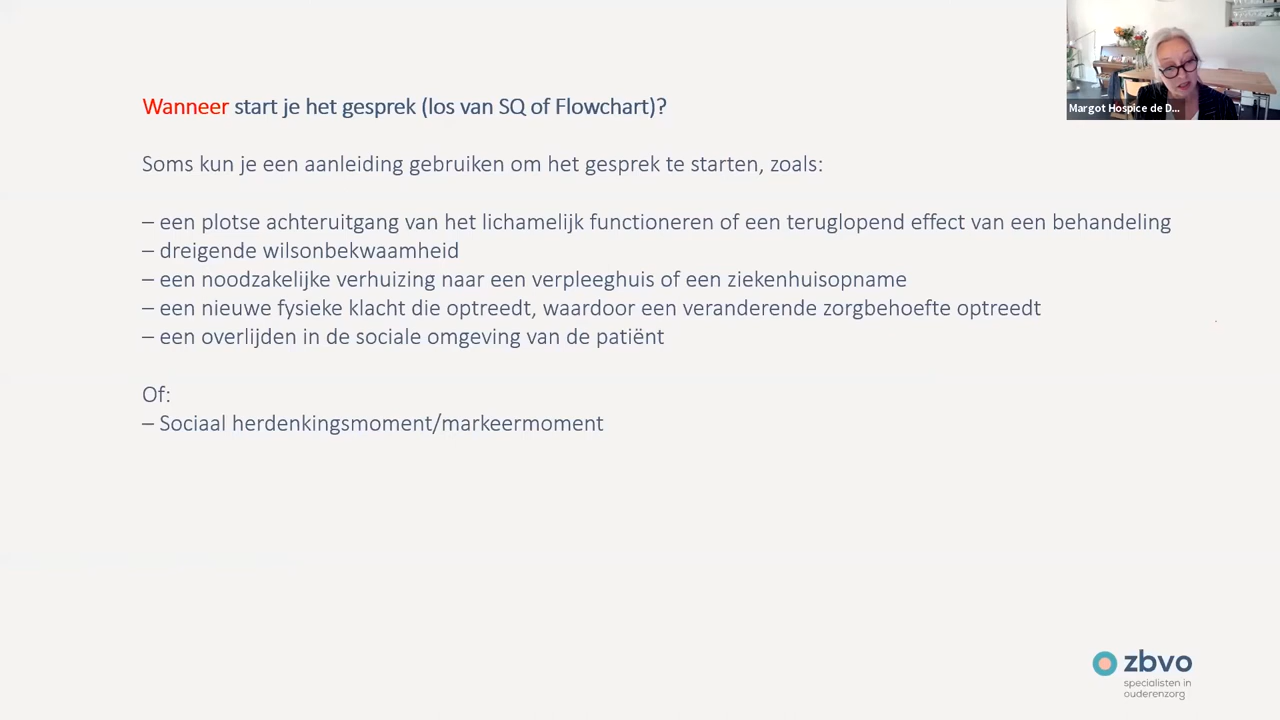 Wanneer start je het gesprek (los van SQ of Flowchart)?
Soms kun je een aanleiding gebruiken om het gesprek te starten, zoals:
– een plotse achteruitgang van het lichamelijk functioneren of een teruglopend effect van een behandeling
– dreigende wilsonbekwaamheid
– een noodzakelijke verhuizing naar een verpleeghuis of een ziekenhuisopname
– een nieuwe fysieke klacht die optreedt, waardoor een veranderende zorgbehoefte optreedt
– een overlijden in de sociale omgeving van de patiënt
Of:
– Sociaal herdenkingsmoment/markeermoment
Margot Hospice de D...
zbvo
specialisten in
ouderenzorg